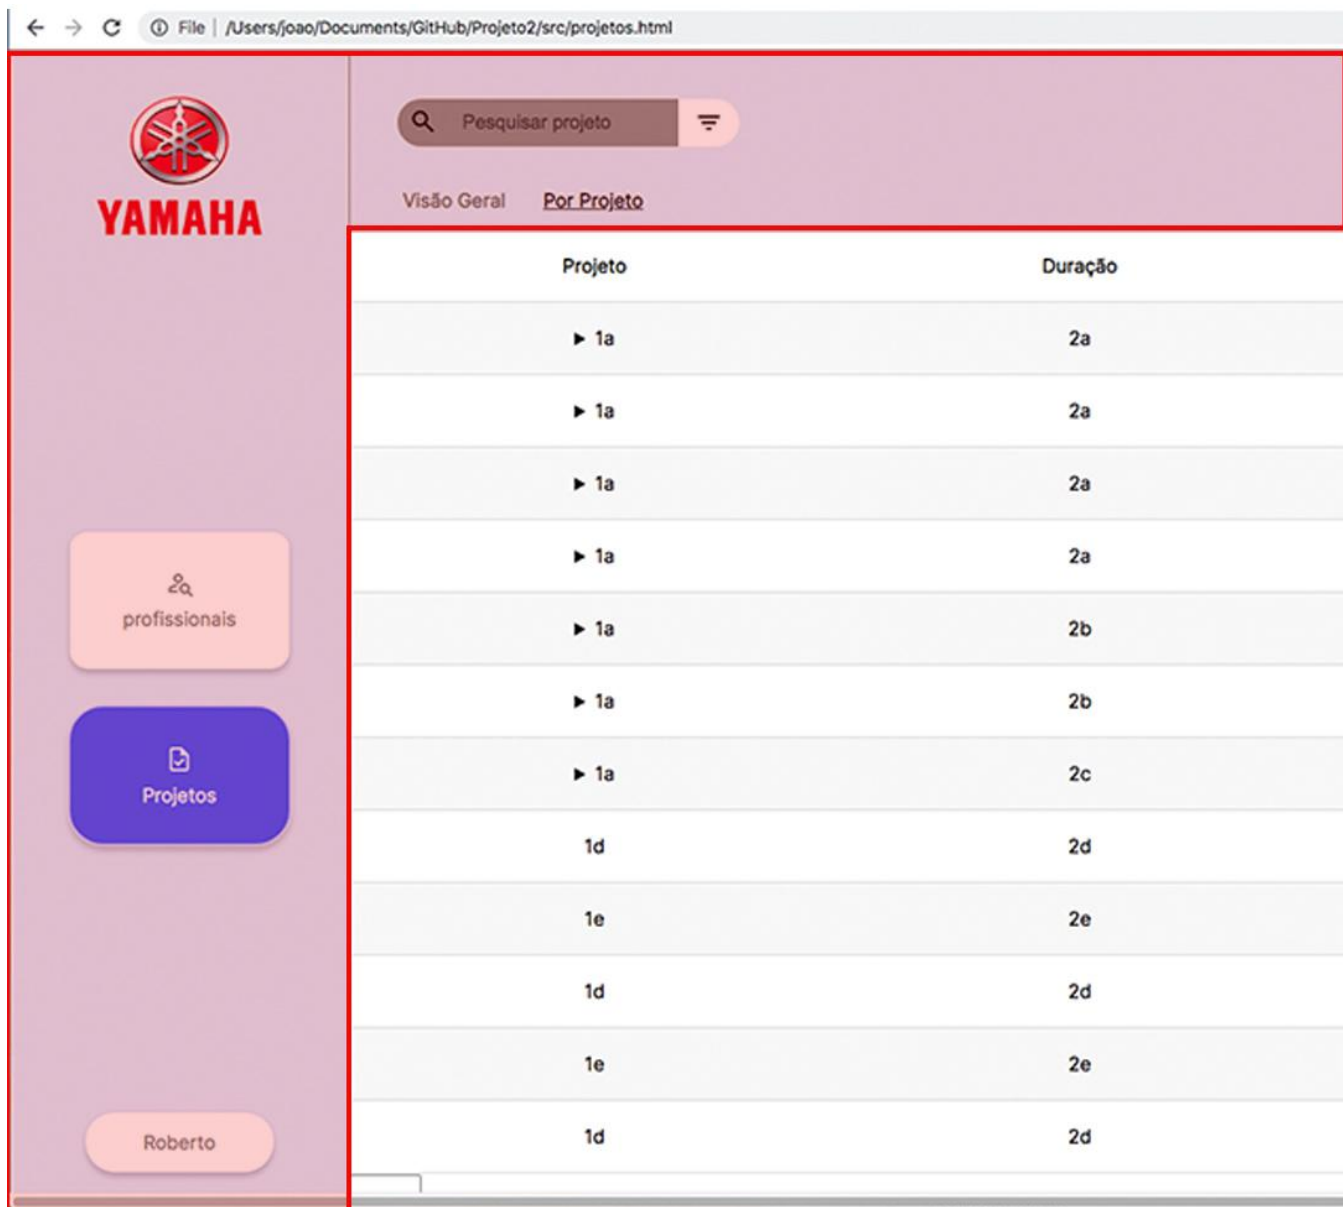 File | /Users/joao/Documents/GitHub/Projeto2/src/projetos.html
YAMAHA
Pesquisar projeto
Visão Geral Por Projeto
Projeto Duração
▶ 1a 2a
▶ 1a 2a
▶ 1a 2a
▶ 1a 2a
▶ 1a 2b
▶ 1a 2b
▶ 1a 2c
1d 2d
1e 2e
1d 2d
1e 2e
1d 2d
profissionais
Projetos
Roberto